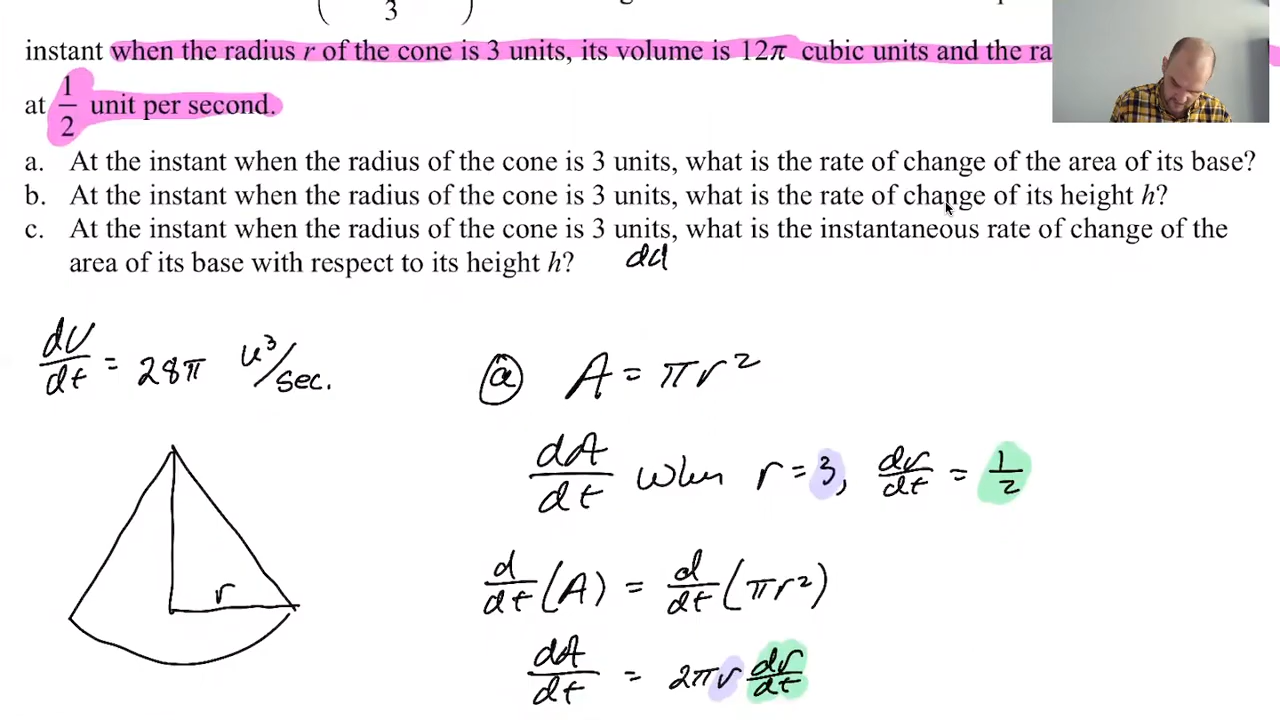 3
instant when the radius r of the cone is 3 units, its volume is 12π cubic units and the ra
at 1/2 unit per second.
a. At the instant when the radius of the cone is 3 units, what is the rate of change of the area of its base?
b. At the instant when the radius of the cone is 3 units, what is the rate of change of its height h?
c. At the instant when the radius of the cone is 3 units, what is the instantaneous rate of change of the
area of its base with respect to its height h? dA
dV/dt = 28π u³/sec.
ⓐ A = πr²
dA/dt when r = 3, dr/dt = 1/2
d/dt (A) = d/dt (πr²)
r
dA/dt = 2πr dr/dt